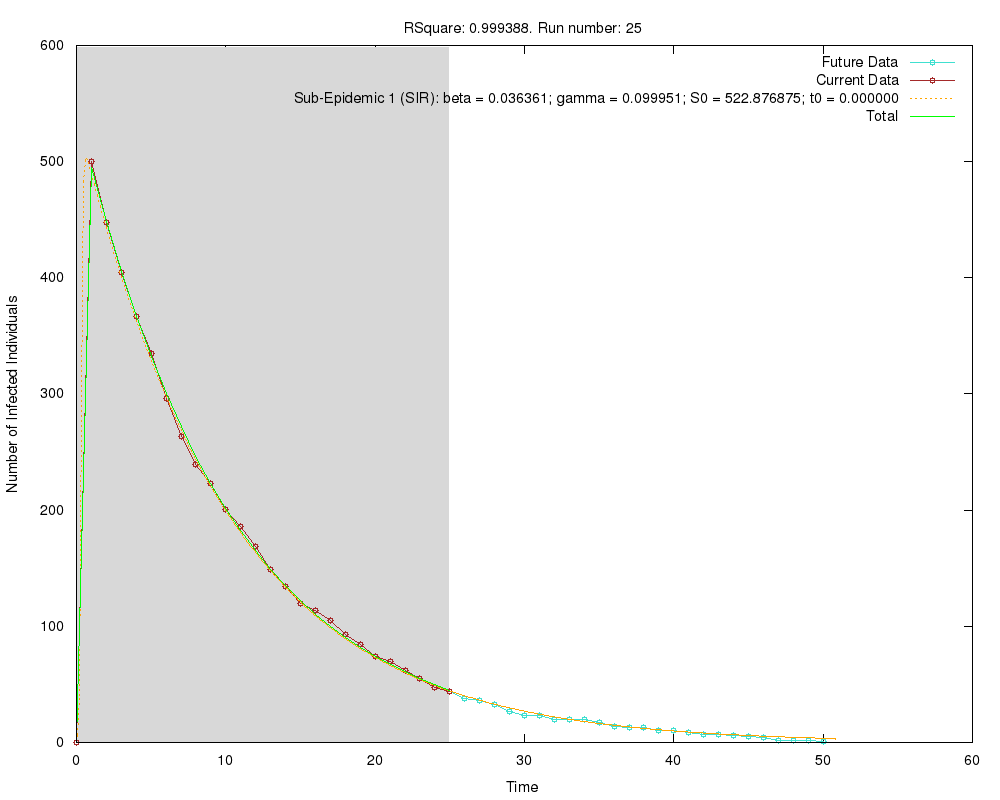 RSquare: 0.999388. Run number: 25
Future Data
Current Data
Sub-Epidemic 1 (SIR): beta = 0.036361; gamma = 0.099951; S0 = 522.876875; t0 = 0.000000
Total
Number of Infected Individuals
600
500
400
300
200
100
0
0 10 20 30 40 50 60
Time